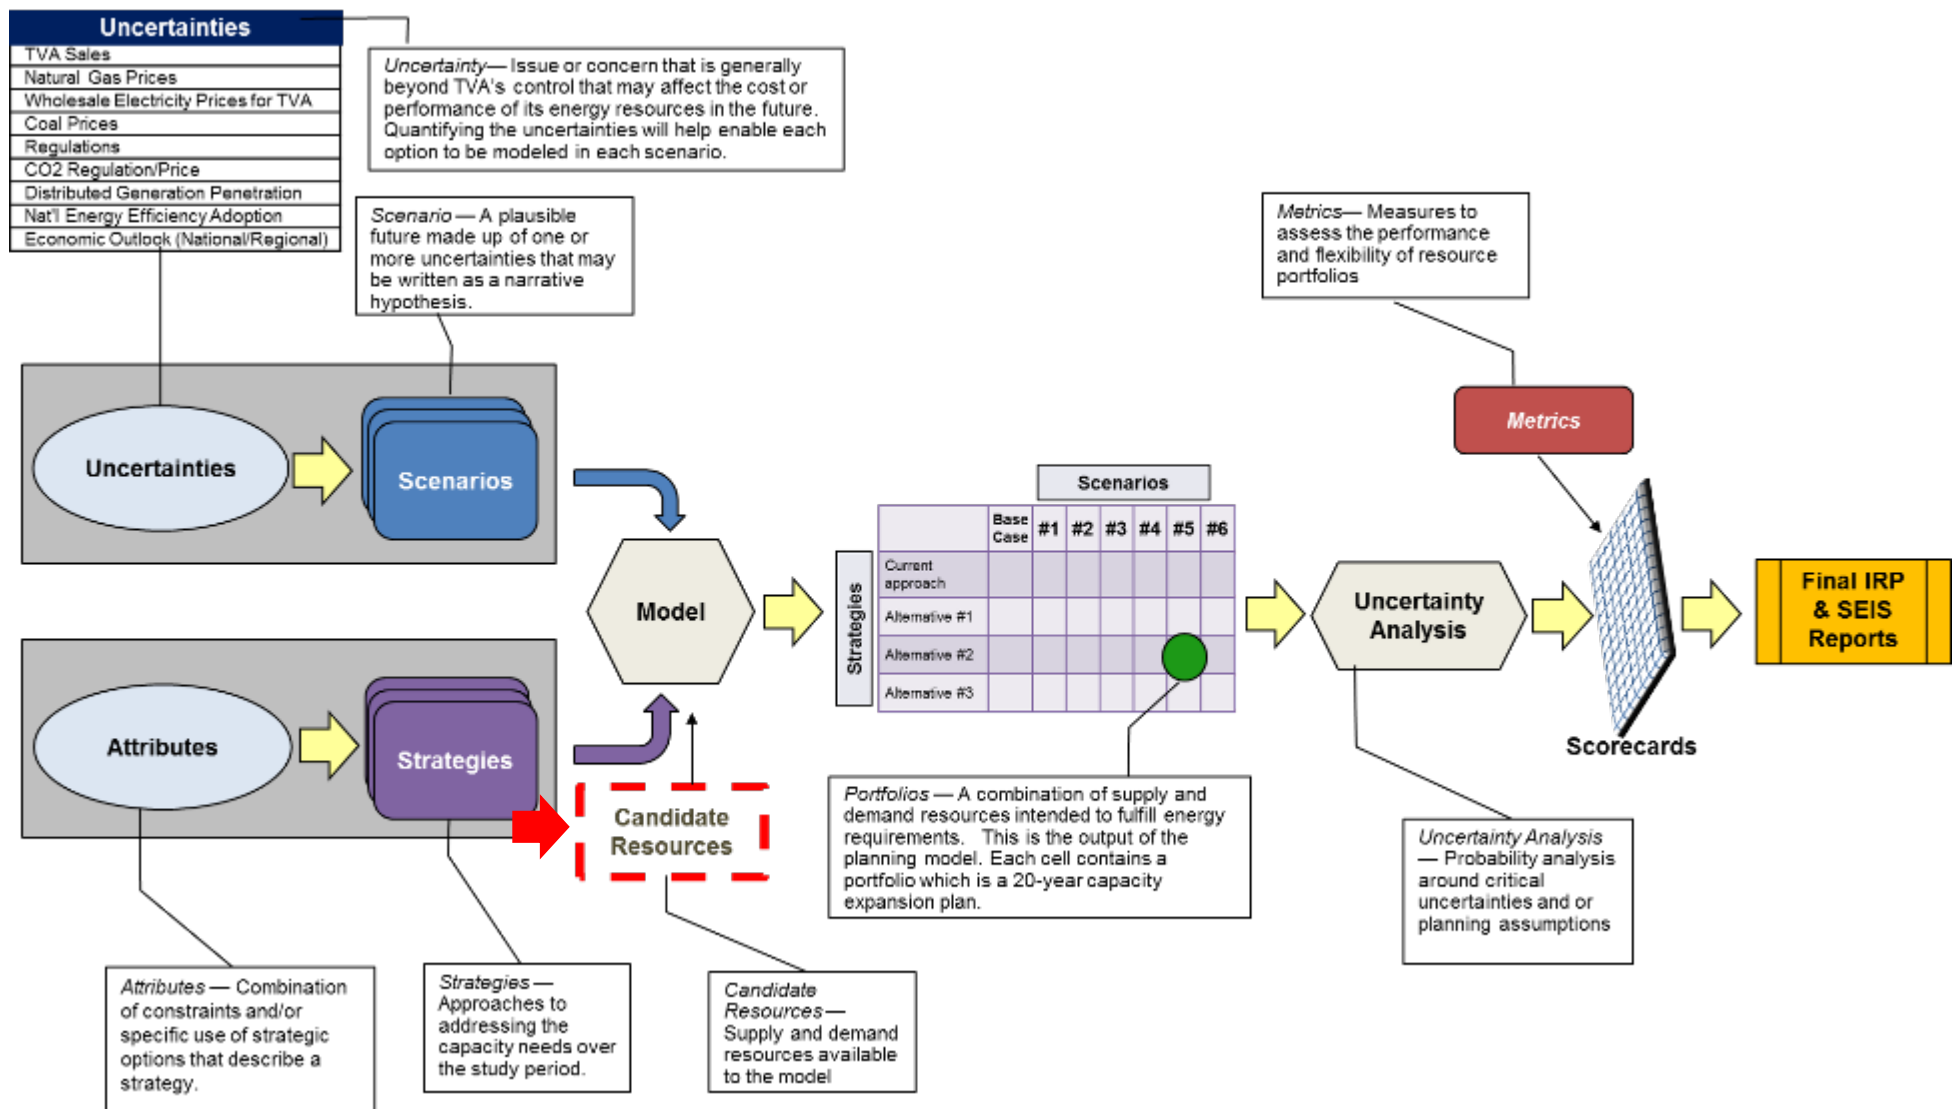 Uncertainties
TVA Sales
Natural Gas Prices
Wholesale Electricity Prices for TVA
Coal Prices
Regulations
CO2 Regulation/Price
Distributed Generation Penetration
Nat'l Energy Efficiency Adoption
Economic Outlook (National/Regional)
Uncertainty— Issue or concern that is generally
beyond TVA's control that may affect the cost or
performance of its energy resources in the future.
Quantifying the uncertainties will help enable each
option to be modeled in each scenario.
Scenario — A plausible
future made up of one or
more uncertainties that may
be written as a narrative
hypothesis.
Metrics— Measures to
assess the performance
and flexibility of resource
portfolios
Uncertainties
Scenarios
Metrics
Attributes
Strategies
Model
Candidate
Resources
Scenarios
Strategies
Base
Case
#1 #2 #3 #4 #5 #6
Current
approach
Alternative #1
Alternative #2
Alternative #3
Uncertainty
Analysis
Scorecards
Final IRP
& SEIS
Reports
Portfolios — A combination of supply and
demand resources intended to fulfill energy
requirements. This is the output of the
planning model. Each cell contains a
portfolio which is a 20-year capacity
expansion plan.
Uncertainty Analysis
— Probability analysis
around critical
uncertainties and or
planning assumptions
Attributes — Combination
of constraints and/or
specific use of strategic
options that describe a
strategy.
Strategies —
Approaches to
addressing the
capacity needs over
the study period.
Candidate
Resources —
Supply and demand
resources available
to the model